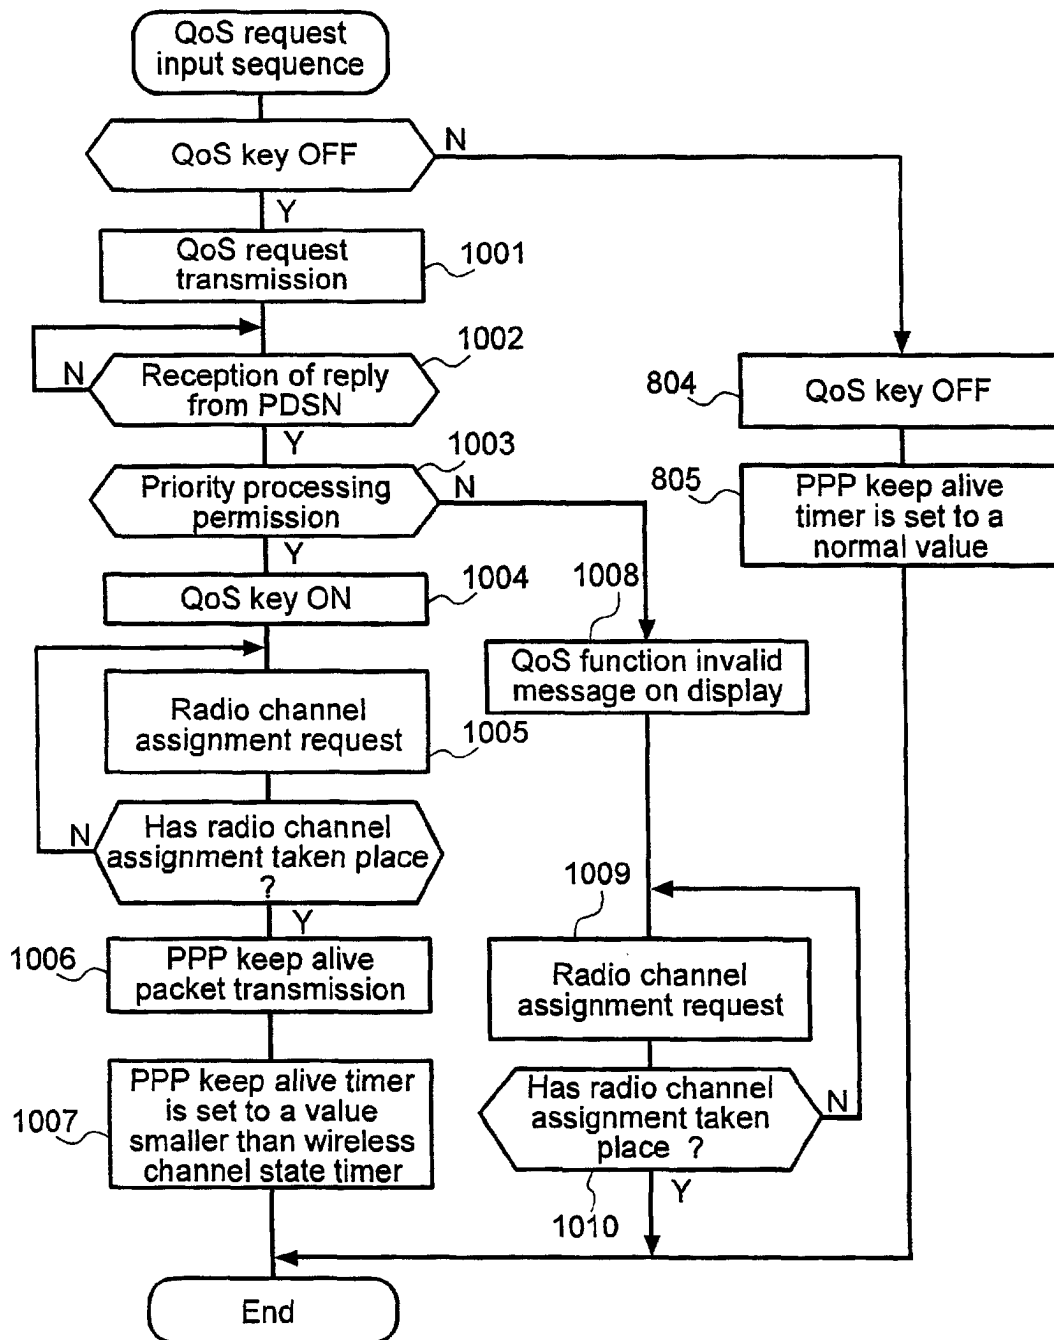 QoS request
input sequence
QoS key OFF
N
Y
QoS request
transmission
1001
N
Reception of reply
from PDSN
1002
Y
Priority processing
permission
1003
N
Y
QoS key ON
1004
Radio channel
assignment request
1005
N
Has radio channel
assignment taken place
?
Y
1006
PPP keep alive
packet transmission
1007
PPP keep alive timer
is set to a value
smaller than wireless
channel state timer
1008
QoS function invalid
message on display
1009
Radio channel
assignment request
Has radio channel
assignment taken
place ?
N
1010
Y
804
QoS key OFF
805
PPP keep alive
timer is set to a
normal value
End